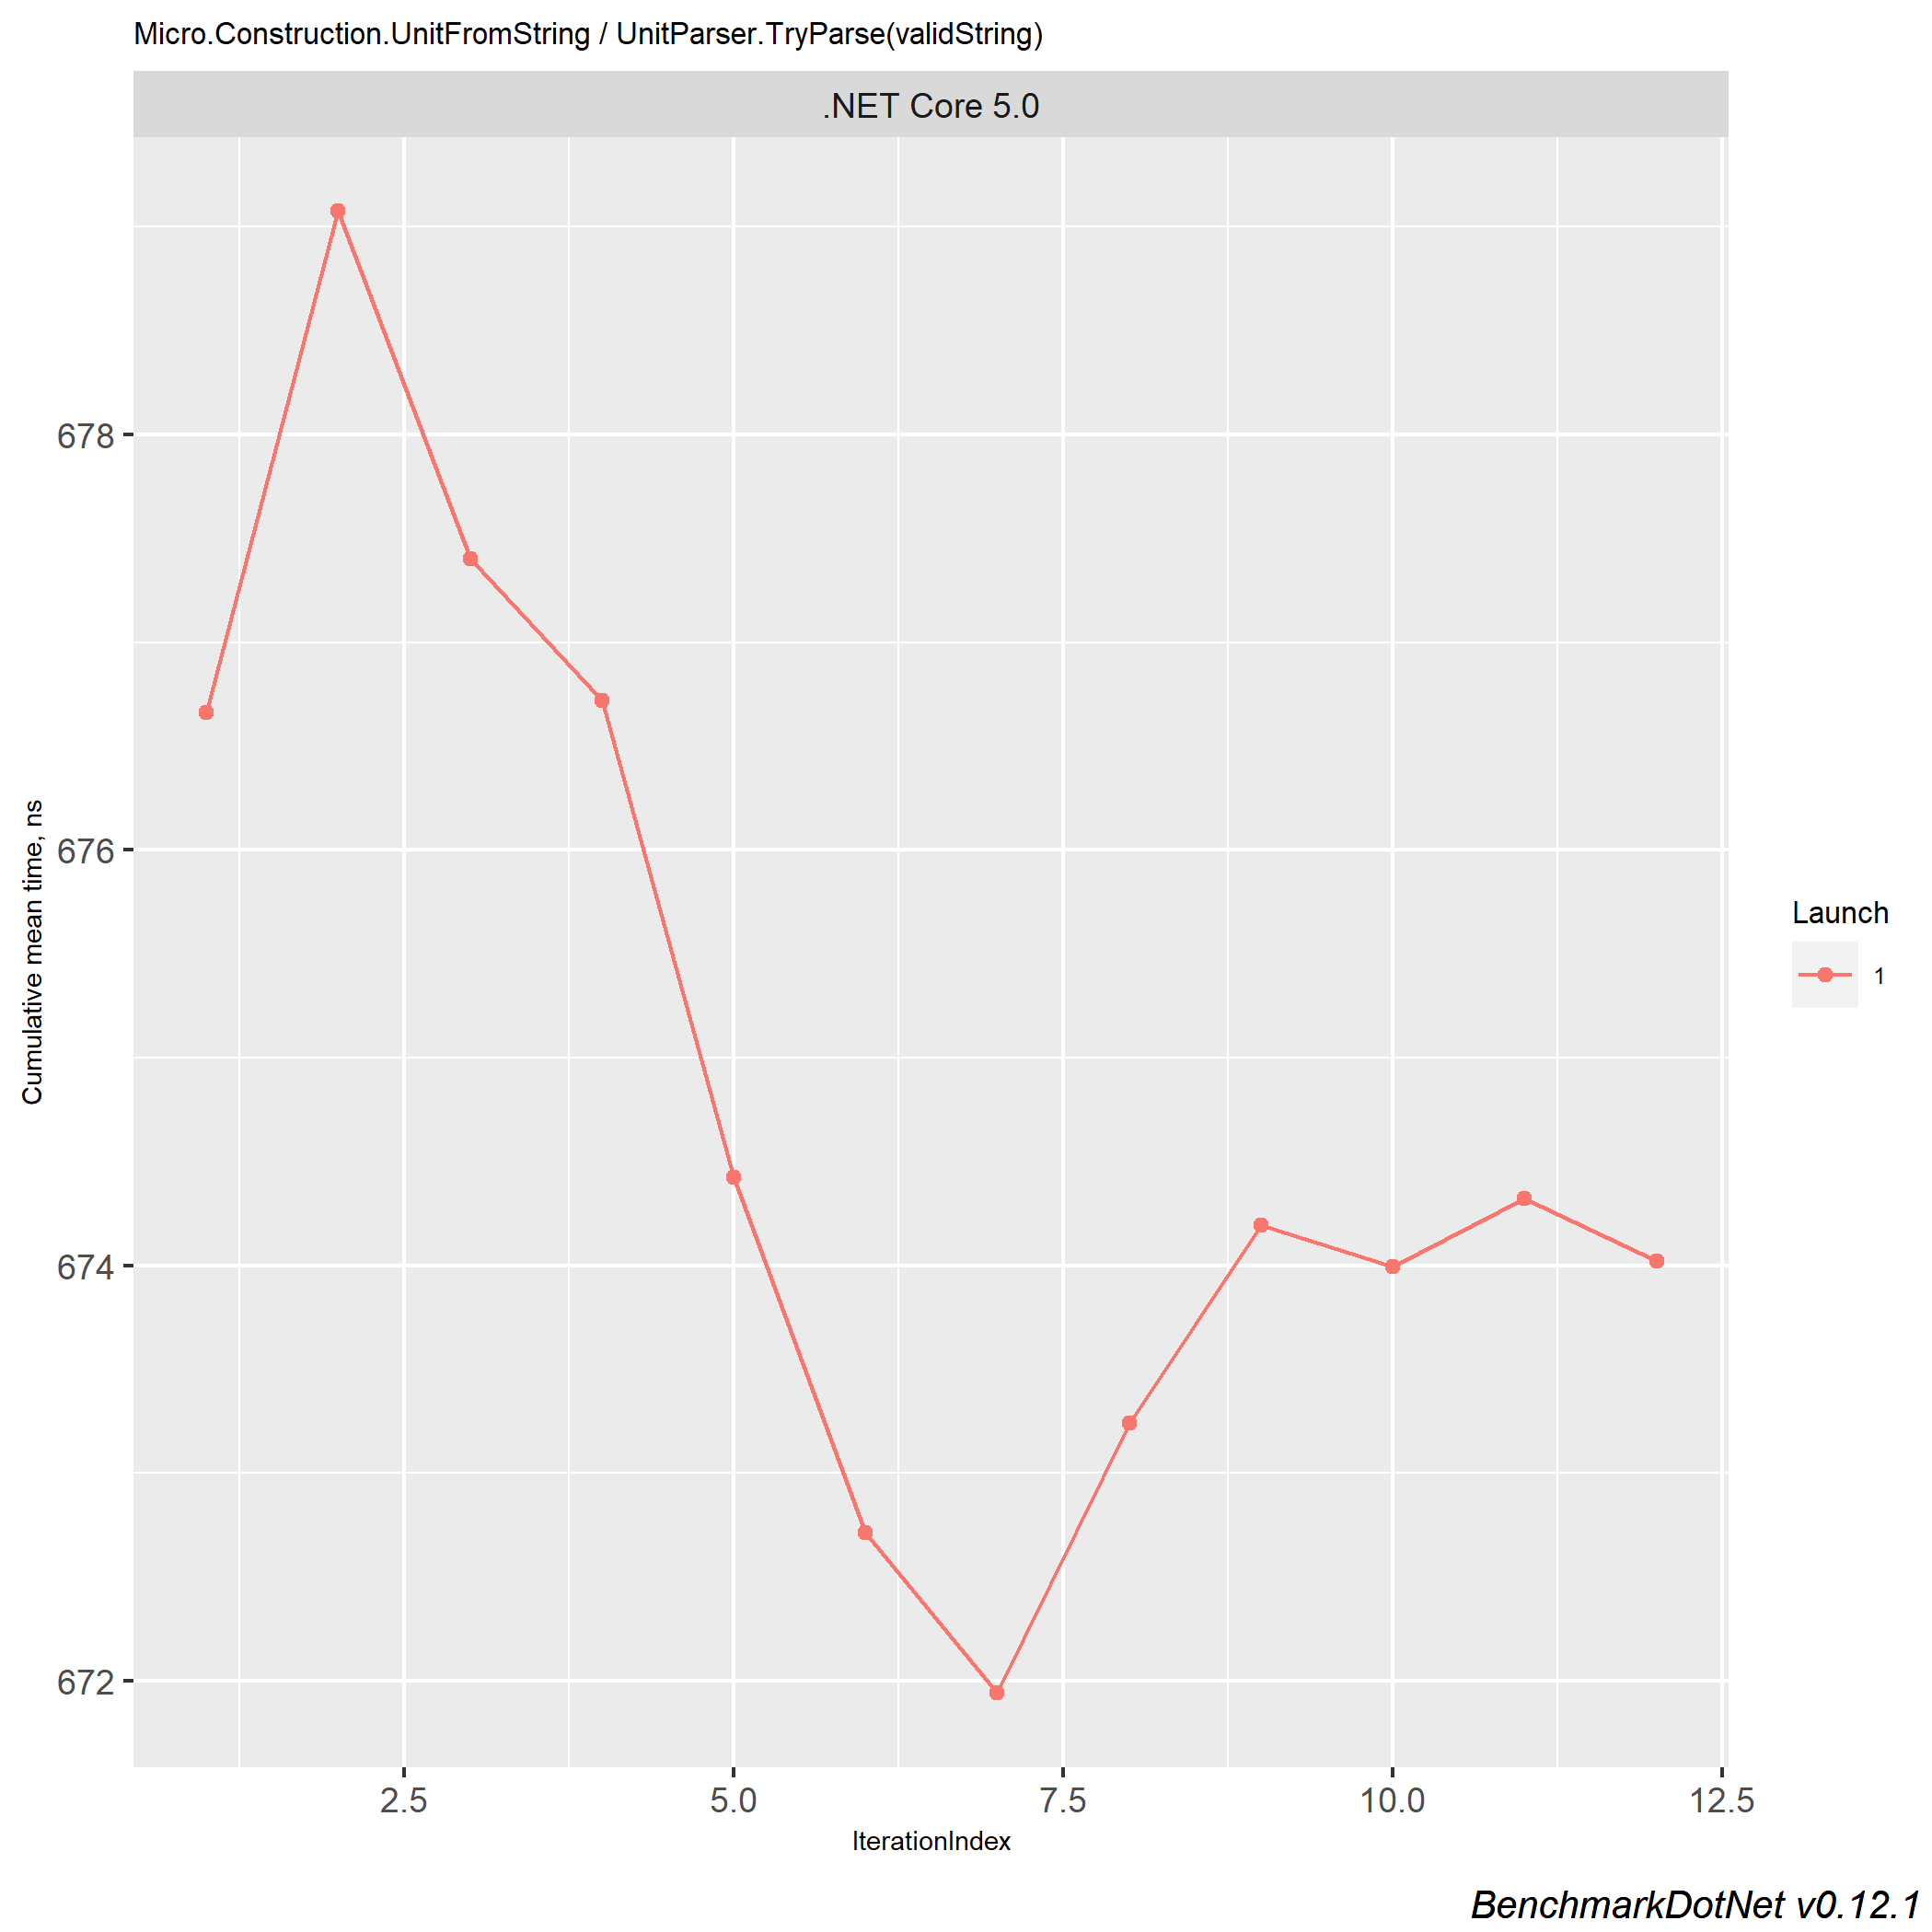 Micro.Construction.UnitFromString / UnitParser.TryParse(validString)
.NET Core 5.0
678
676
674
672
Cumulative mean time, ns
2.5
5.0
7.5
10.0
12.5
IterationIndex
Launch
1
BenchmarkDotNet v0.12.1